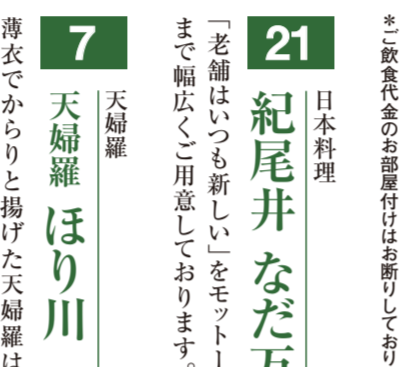 ＊ご飲食代金のお部屋付けはお断りしており
21
日本料理
紀尾井 なだ万
「老舗はいつも新しい」をモットー
まで幅広くご用意しております。
7
天婦羅
天婦羅 ほり川
薄衣でからりと揚げた天婦羅は